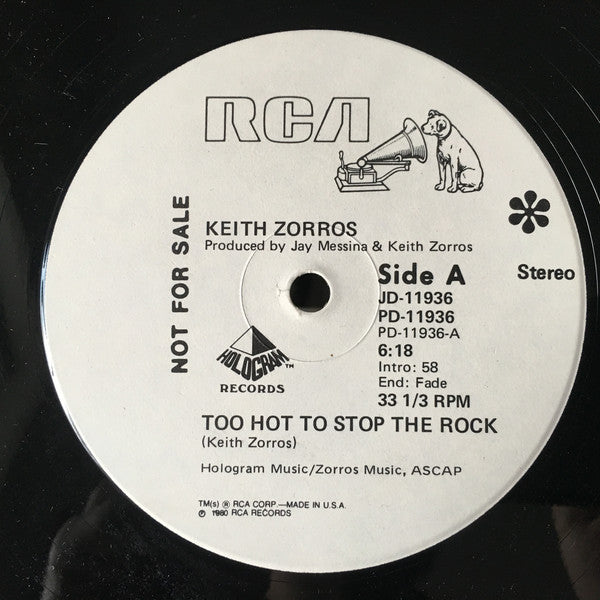 RCA
NOT FOR SALE
KEITH ZORROS
Produced by Jay Messina & Keith Zorros
Side A
Stereo
JD-11936
PD-11936
PD-11936-A
6:18
Intro: 58
End: Fade
33 1/3 RPM
HOLOGRAM™
RECORDS
TOO HOT TO STOP THE ROCK
(Keith Zorros)
Hologram Music/Zorros Music, ASCAP
TM(s) ® RCA CORP.—MADE IN U.S.A.
℗ 1980 RCA RECORDS